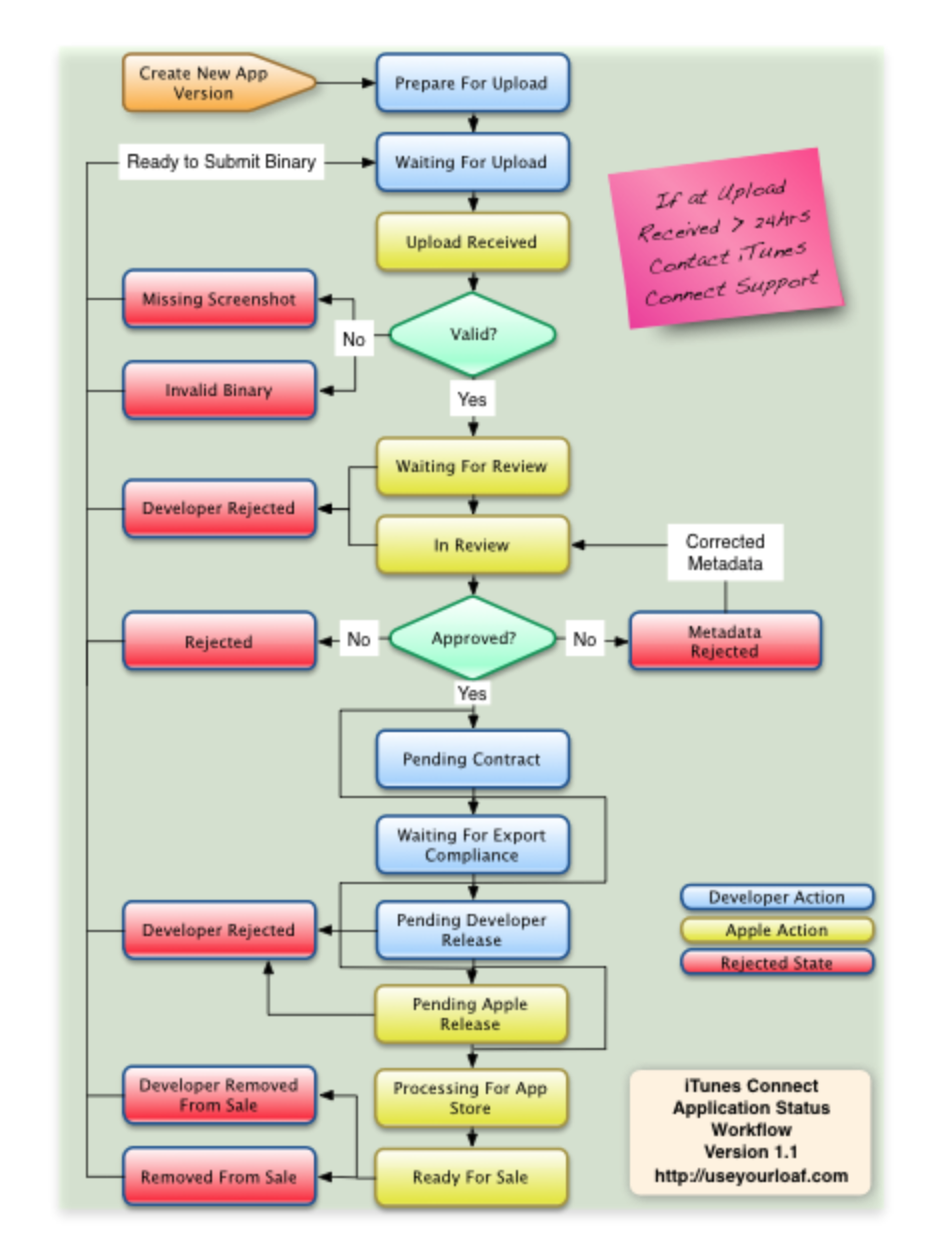 Create New App
Version
Prepare For Upload
Ready to Submit Binary
Waiting For Upload
If at Upload
Received > 24hrs
Contact iTunes
Connect Support
Upload Received
Missing Screenshot
Valid?
No
Invalid Binary
Yes
Waiting For Review
Developer Rejected
In Review
Corrected
Metadata
Rejected
No
Approved?
No
Metadata
Rejected
Yes
Pending Contract
Waiting For Export
Compliance
Developer Action
Developer Rejected
Pending Developer
Release
Apple Action
Rejected State
Pending Apple
Release
Developer Removed
From Sale
Processing For App
Store
iTunes Connect
Application Status
Workflow
Version 1.1
http://useyourloaf.com
Removed From Sale
Ready For Sale